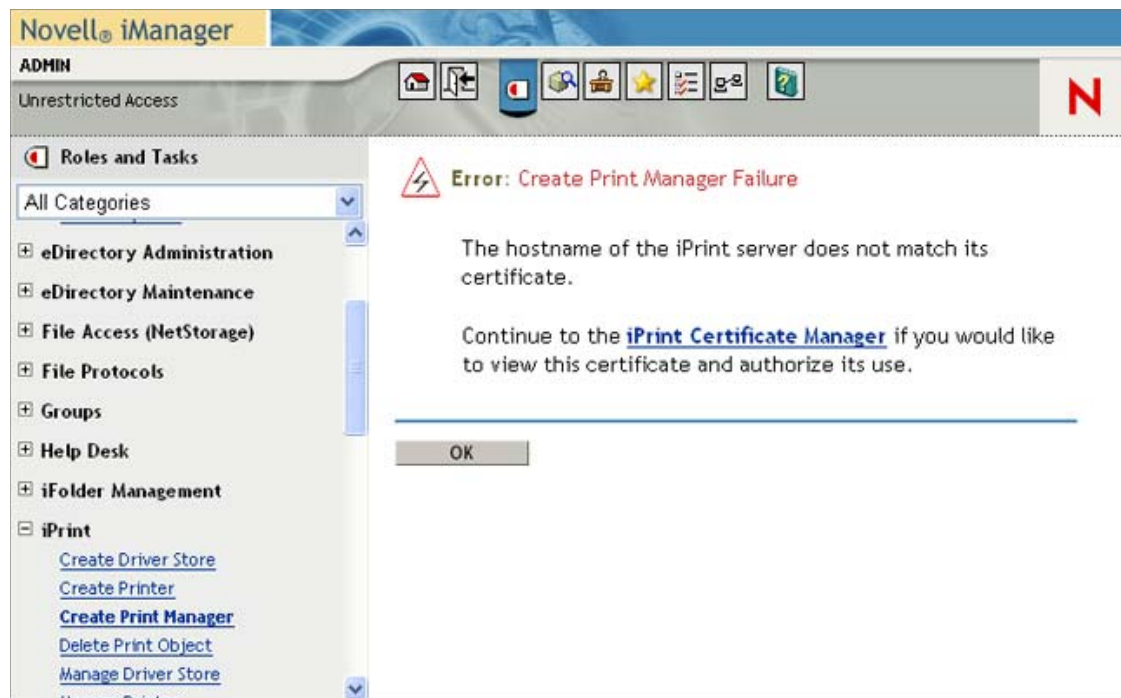 Novell® iManager
ADMIN
Unrestricted Access
N
Roles and Tasks
All Categories
eDirectory Administration
eDirectory Maintenance
File Access (NetStorage)
File Protocols
Groups
Help Desk
iFolder Management
iPrint
Create Driver Store
Create Printer
Create Print Manager
Delete Print Object
Manage Driver Store
Error: Create Print Manager Failure
The hostname of the iPrint server does not match its
certificate.
Continue to the iPrint Certificate Manager if you would like
to view this certificate and authorize its use.
OK